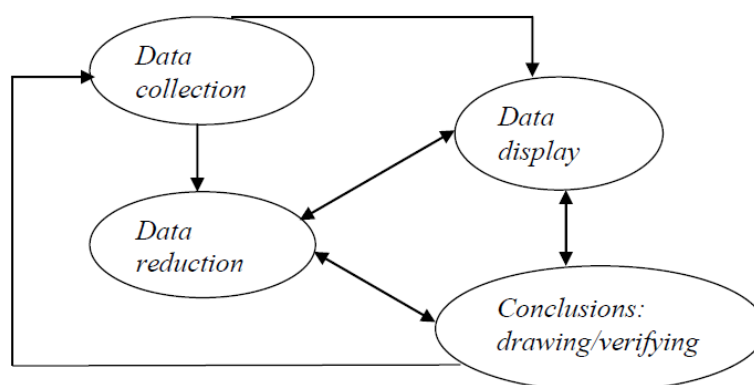 Data
collection
Data
display
Data
reduction
Conclusions:
drawing/verifying